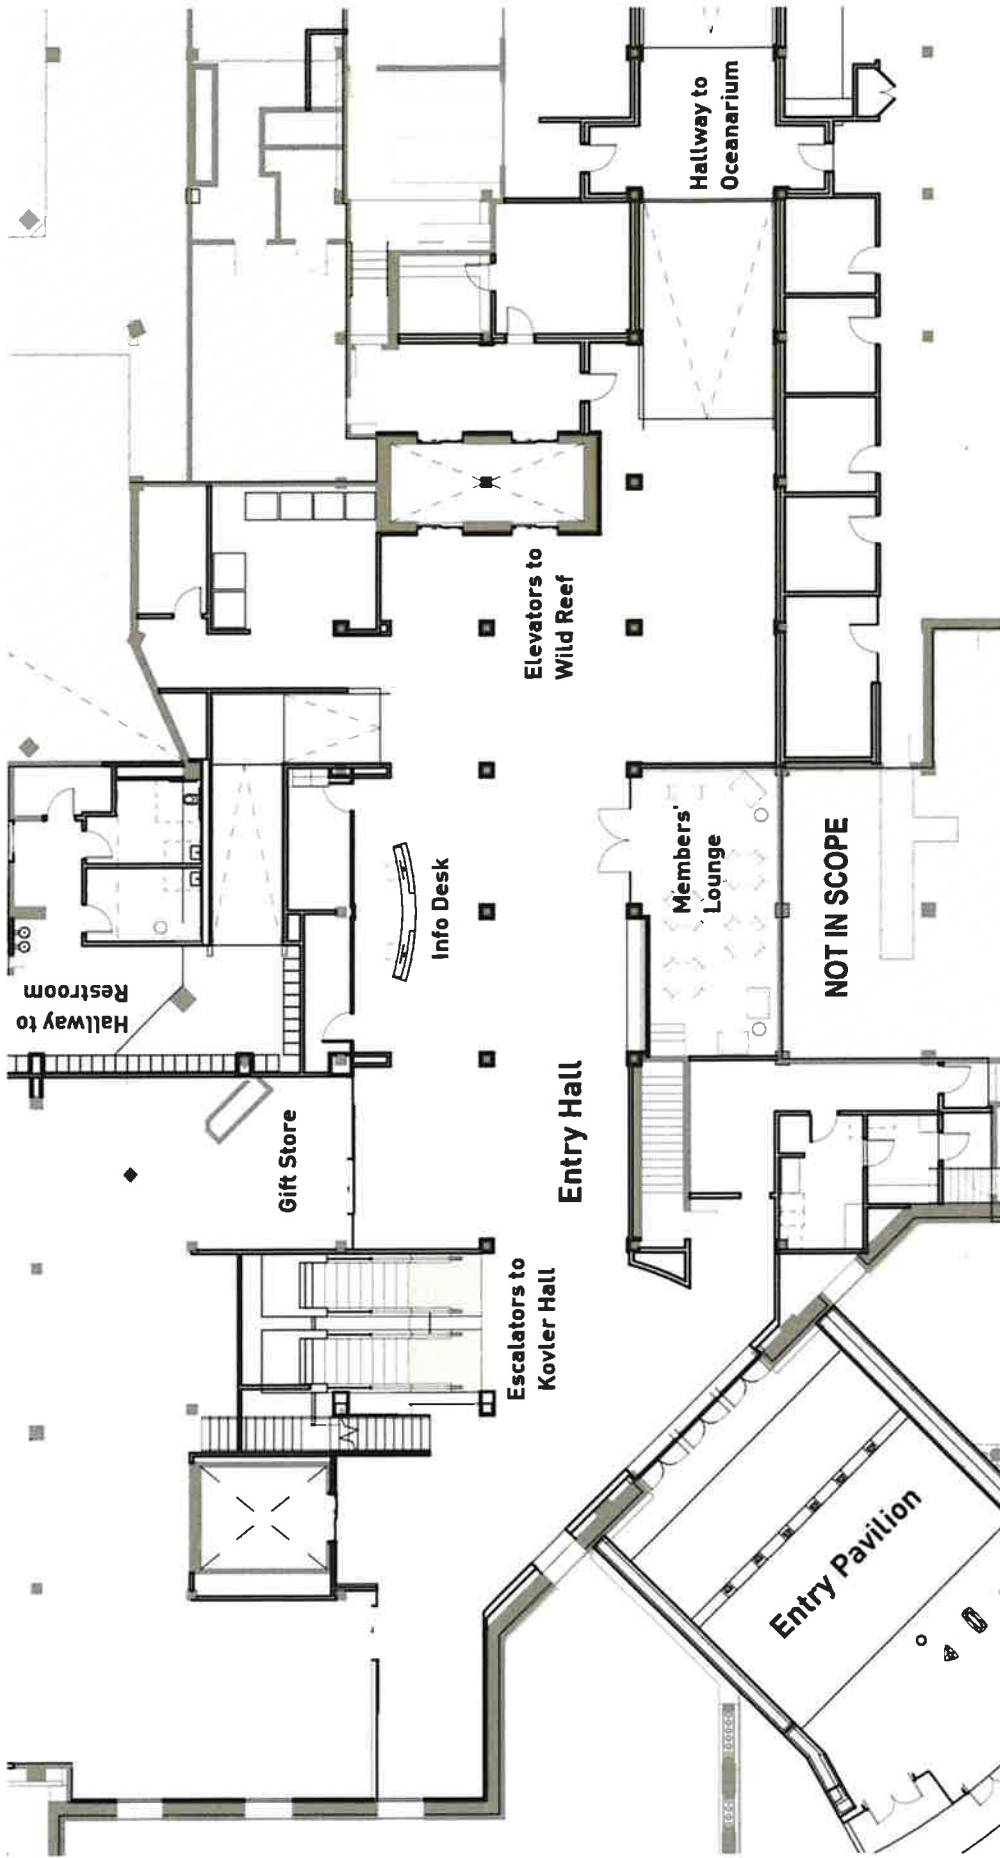 Hallway to
Oceanarium
Elevators to
Wild Reef
Members'
Lounge
NOT IN SCOPE
Info Desk
Hallway to
Restroom
Gift Store
Entry Hall
Escalators to
Kovler Hall
Entry Pavilion